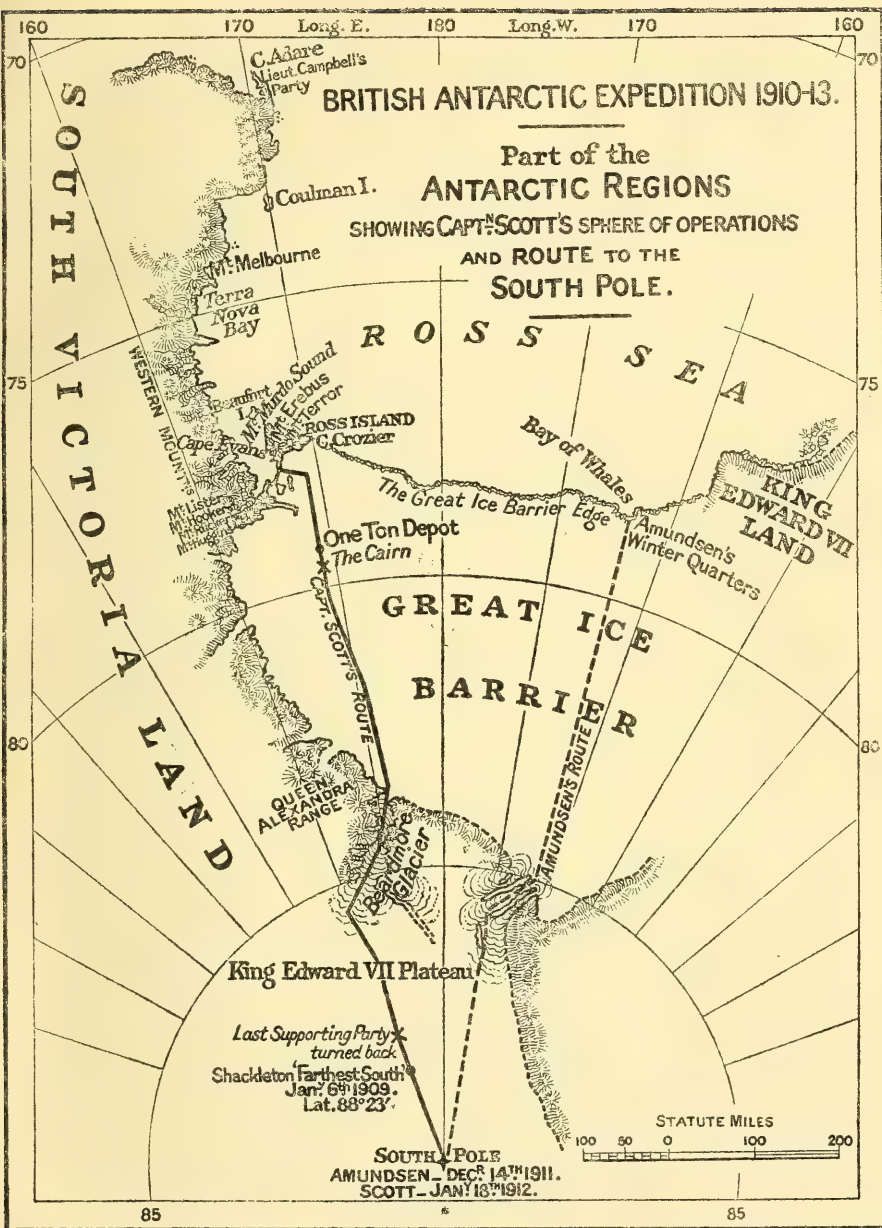 160
170
Long. E.
180
Long. W.
170
160
70
70
C. Adare
Lieut. Campbell's
Party
BRITISH ANTARCTIC EXPEDITION 1910-13.
Part of the
ANTARCTIC REGIONS
SHOWING CAPTN. SCOTT'S SPHERE OF OPERATIONS
AND ROUTE TO THE
SOUTH POLE.
SOUTH VICTORIA LAND
Coulman I.
Mt. Melbourne
Terra
Nova
Bay
ROSS SEA
WESTERN MOUNTNS
75
75
Beaufort
I.
McMurdo Sound
Mt. Erebus
Mt. Terror
ROSS ISLAND
C. Crozier
Cape Evans
Bay of Whales
The Great Ice Barrier Edge
KING
EDWARD VII
LAND
Mt. Lister
Mt. Hooker
Amundsen's
Winter Quarters
One Ton Depot
The Cairn
CAPT. SCOTT'S ROUTE
GREAT ICE
BARRIER
AMUNDSEN'S ROUTE
80
80
QUEEN
ALEXANDRA
RANGE
Beardmore
Glacier
King Edward VII Plateau
Last Supporting Party
turned back
Shackleton 'Farthest South'
Jany. 6th 1909.
Lat. 88°23'.
STATUTE MILES
100 50 0 100 200
SOUTH POLE
AMUNDSEN - DECR. 14TH 1911.
SCOTT - JANY 18TH 1912.
85
85